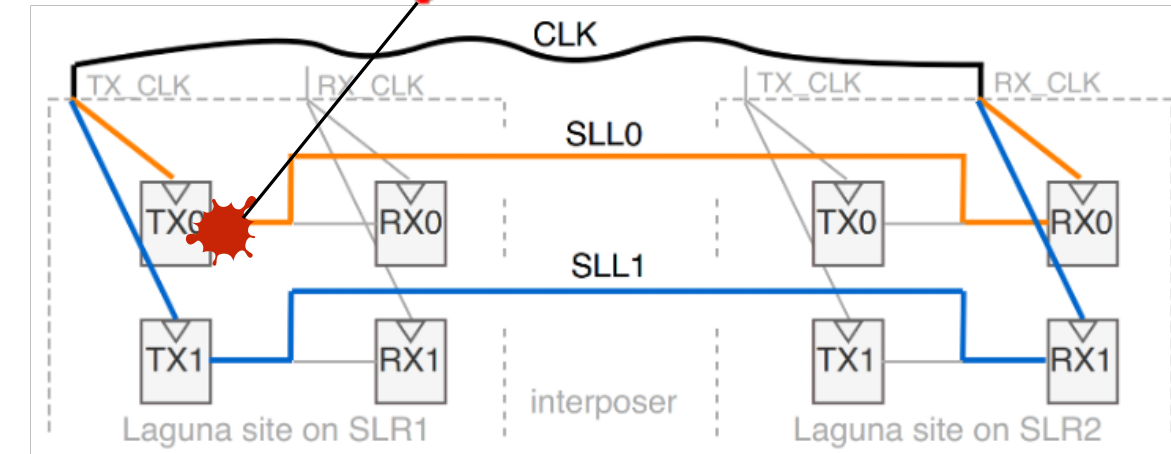 CLK
TX_CLK RX_CLK TX_CLK RX_CLK
SLL0
TX0 RX0 TX0 RX0
SLL1
TX1 RX1 TX1 RX1
interposer
Laguna site on SLR1 Laguna site on SLR2